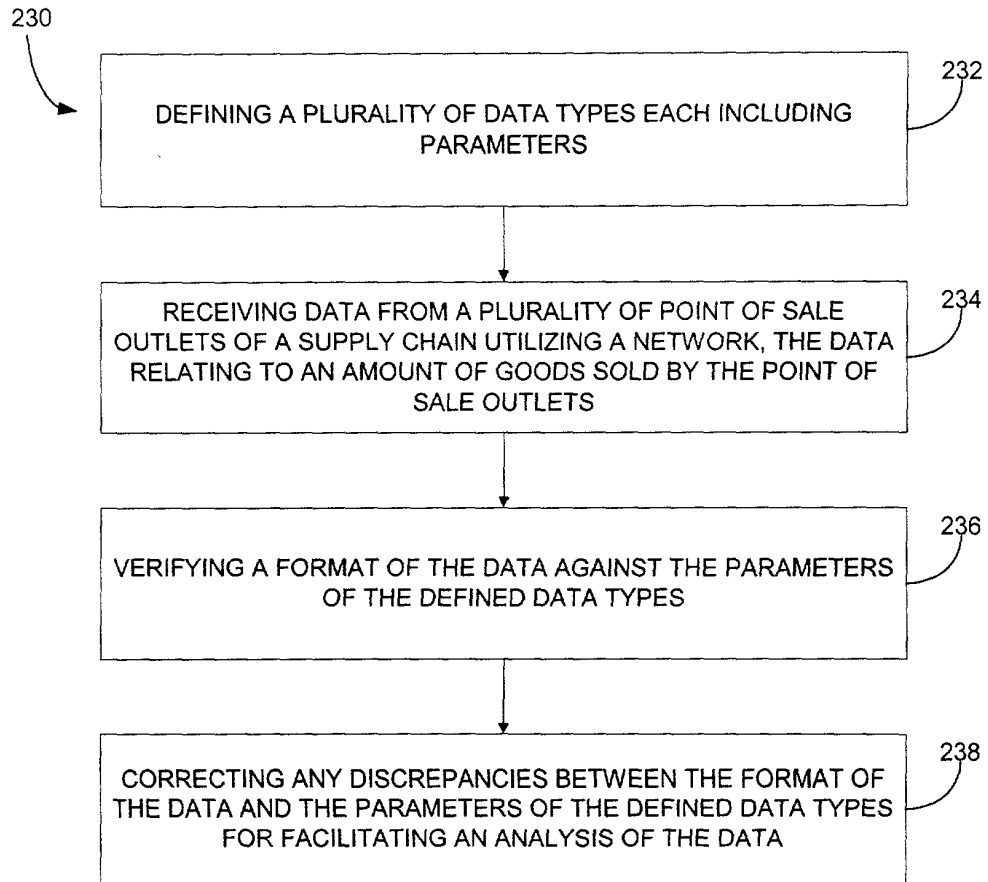 230
232
DEFINING A PLURALITY OF DATA TYPES EACH INCLUDING
PARAMETERS
234
RECEIVING DATA FROM A PLURALITY OF POINT OF SALE
OUTLETS OF A SUPPLY CHAIN UTILIZING A NETWORK, THE DATA
RELATING TO AN AMOUNT OF GOODS SOLD BY THE POINT OF
SALE OUTLETS
236
VERIFYING A FORMAT OF THE DATA AGAINST THE PARAMETERS
OF THE DEFINED DATA TYPES
238
CORRECTING ANY DISCREPANCIES BETWEEN THE FORMAT OF
THE DATA AND THE PARAMETERS OF THE DEFINED DATA TYPES
FOR FACILITATING AN ANALYSIS OF THE DATA